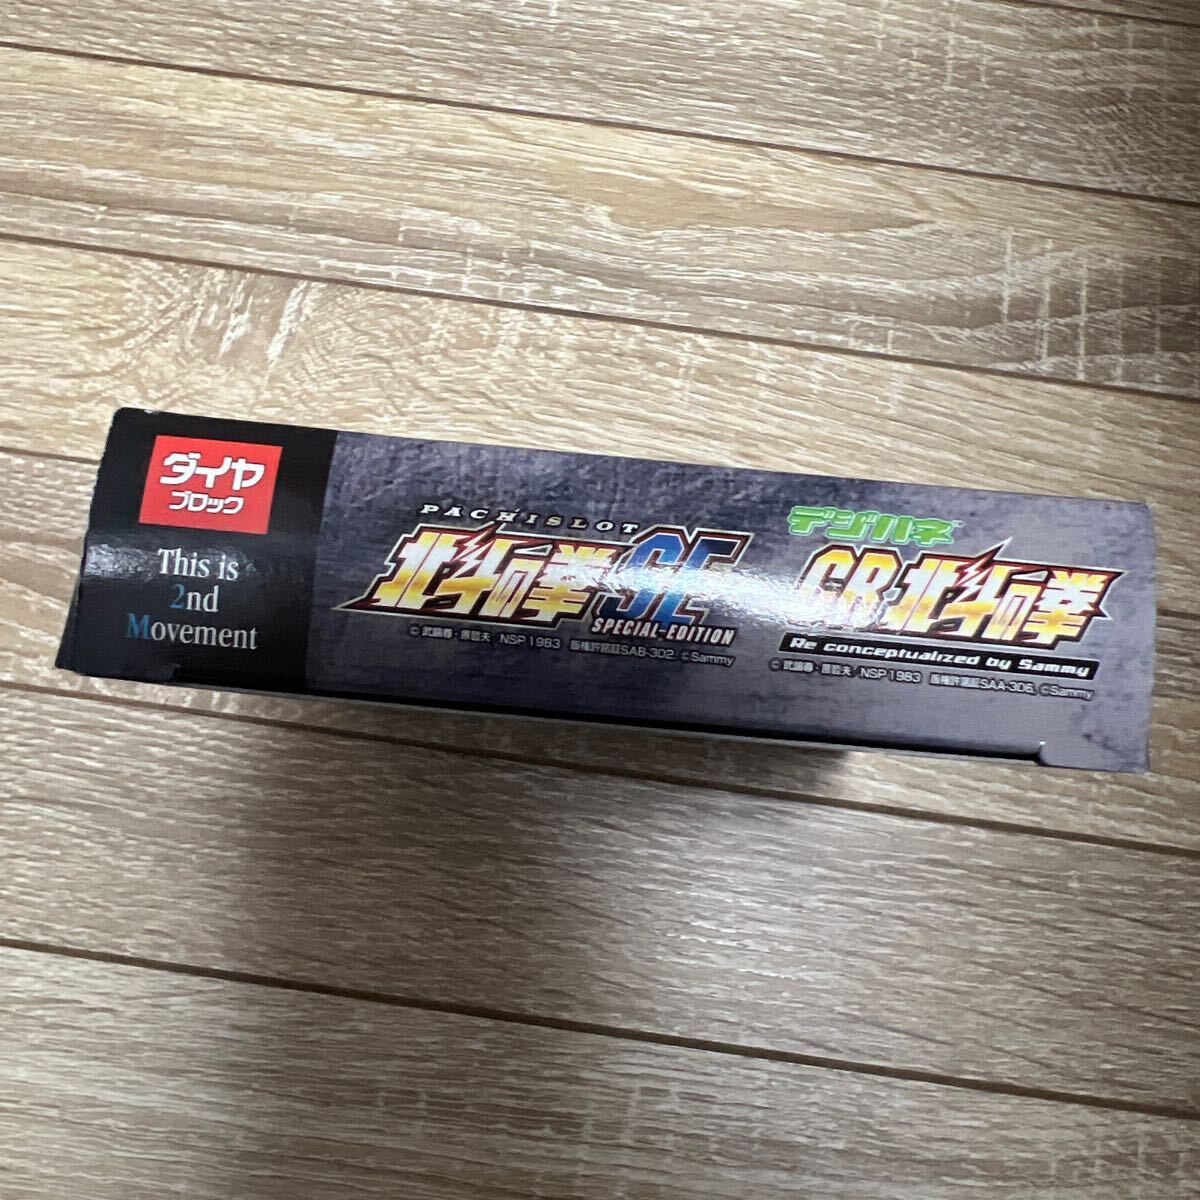 ダイヤ
ブロック
This is
2nd
Movement
PACHISLOT
北斗の拳SE
SPECIAL-EDITION
© 武論尊・原哲夫／NSP 1983 版権許諾証SAB-302. ©Sammy
デジハネ
CR北斗の拳
Re conceptualized by Sammy
© 武論尊・原哲夫／NSP 1983 版権許諾証SAA-306. ©Sammy